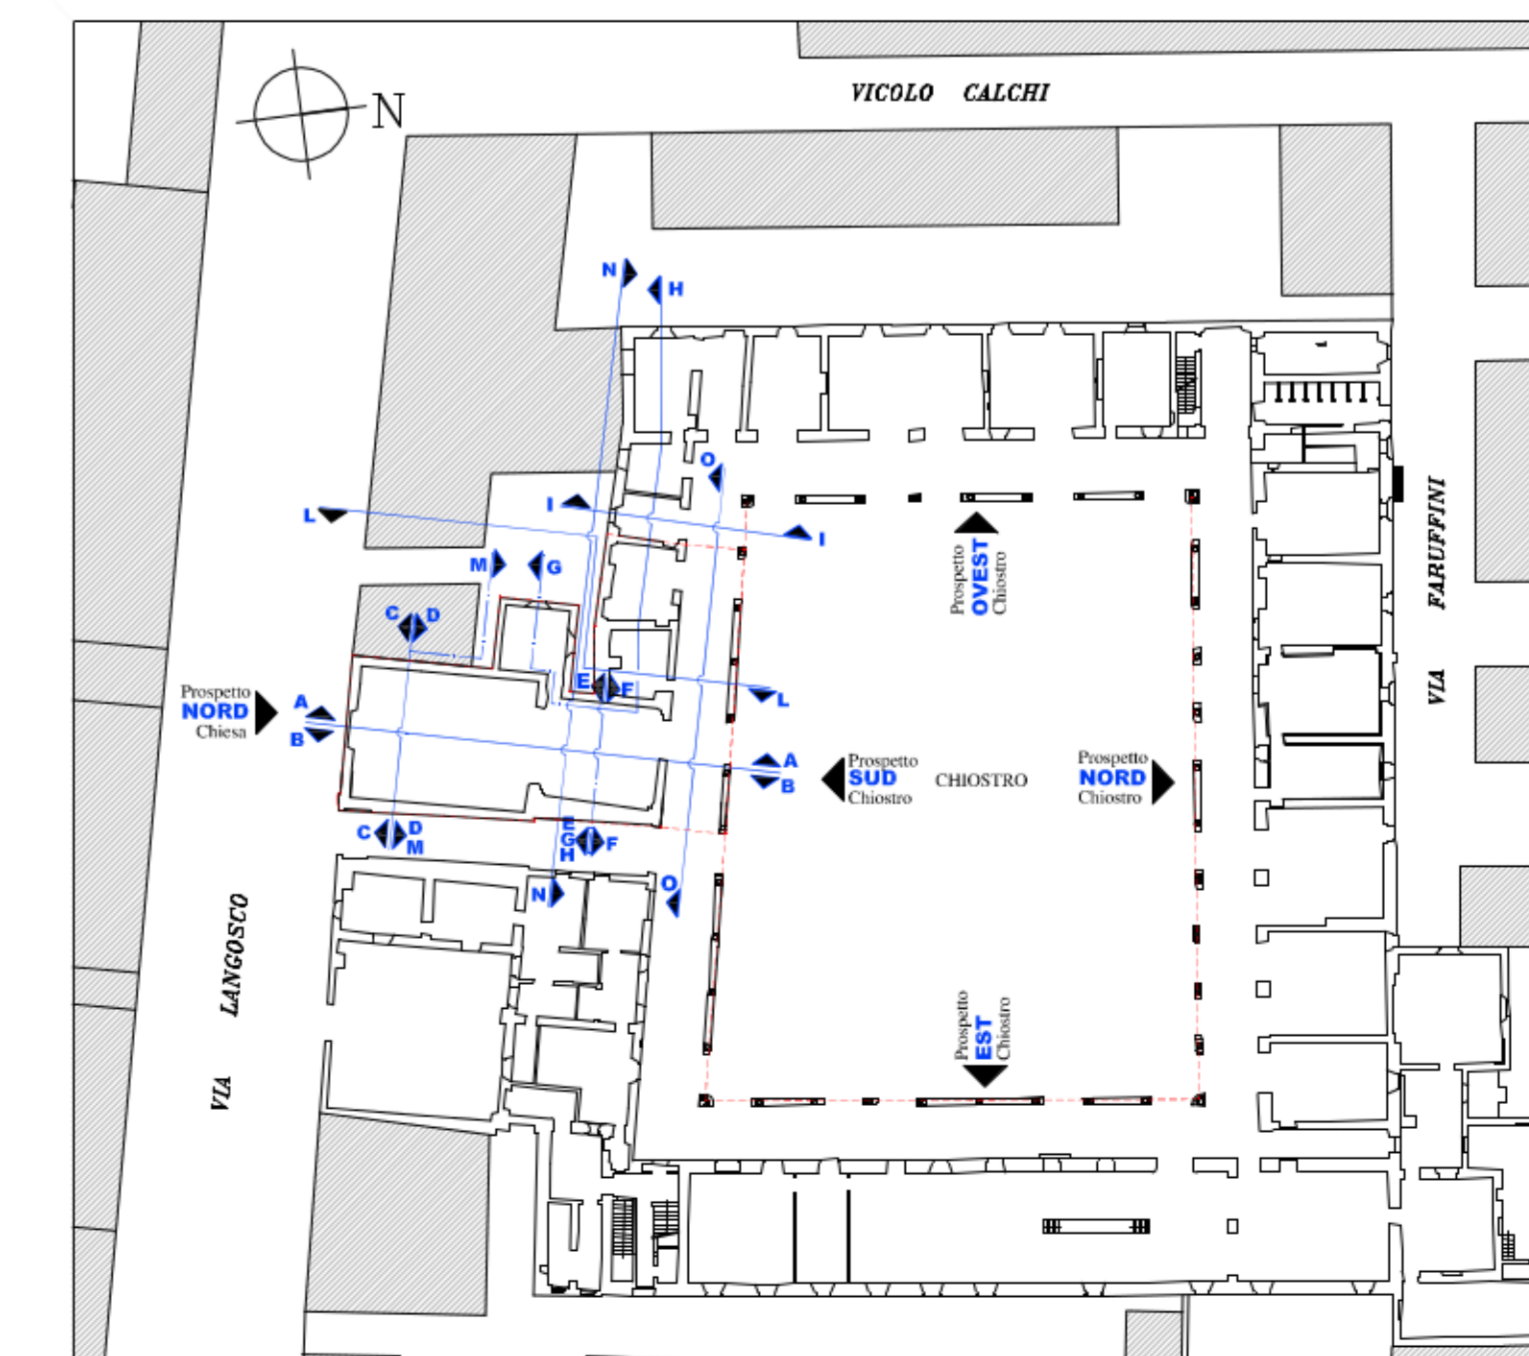 VICOLO CALCHI
N
N
H
O
L
I
I
M
G
C
D
E
F
L
Prospetto
NORD
Chiesa
A
B
A
B
C
D
M
E
G
H
F
N
O
Prospetto
OVEST
Chiostro
Prospetto
SUD
Chiostro
CHIOSTRO
Prospetto
NORD
Chiostro
Prospetto
EST
Chiostro
VIA LANGOSCO
VIA FARUFFINI